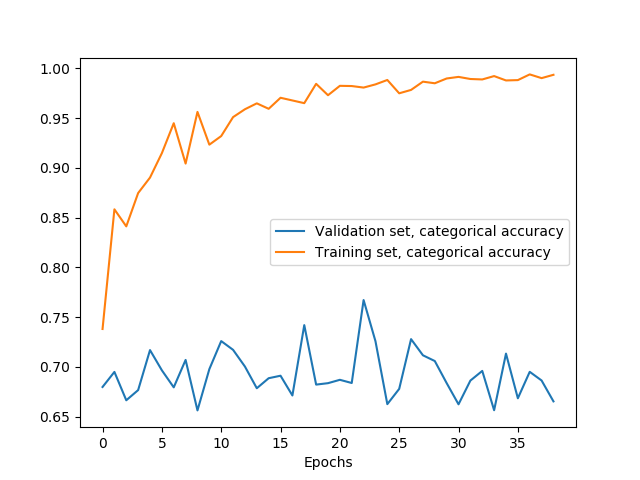 1.00
0.95
0.90
0.85
0.80
0.75
0.70
0.65
Validation set, categorical accuracy
Training set, categorical accuracy
0 5 10 15 20 25 30 35
Epochs